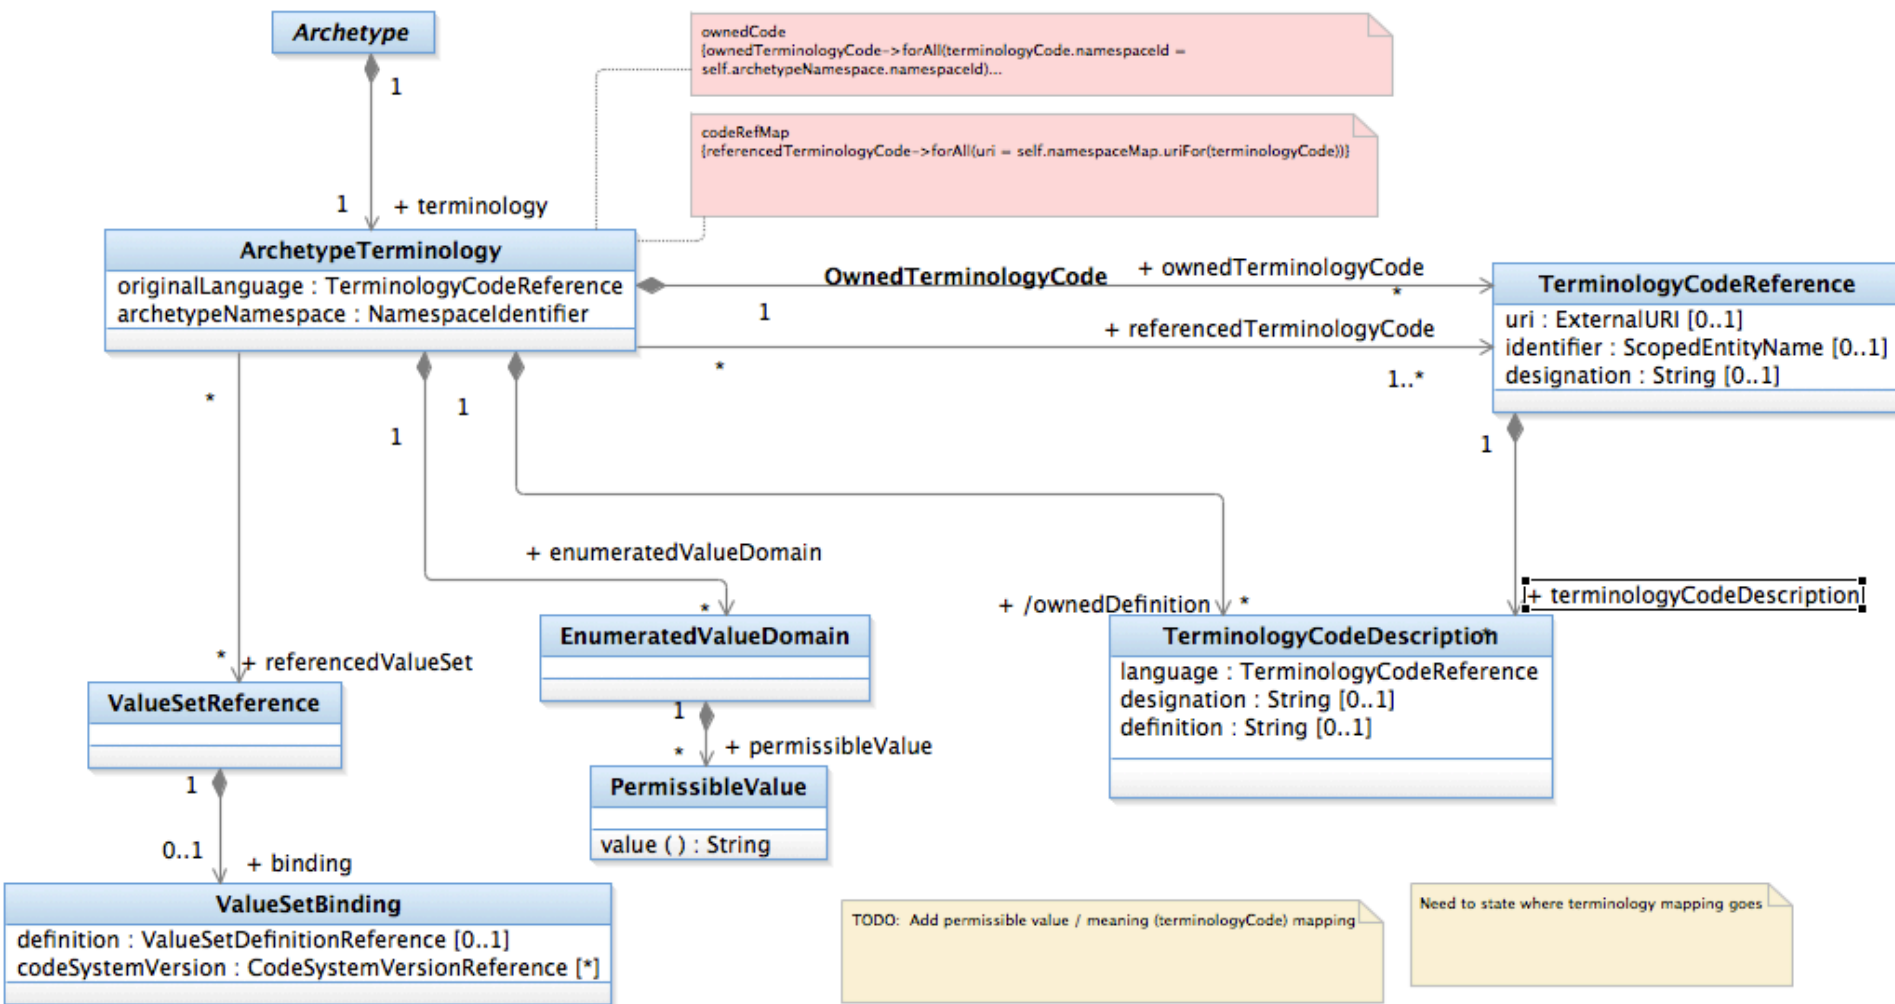 Archetype
1
1
+ terminology
ownedCode
{ownedTerminologyCode->forAll(terminologyCode.namespaceId =
self.archetypeNamespace.namespaceId)...
codeRefMap
{referencedTerminologyCode->forAll(uri = self.namespaceMap.uriFor(terminologyCode))}
ArchetypeTerminology
originalLanguage : TerminologyCodeReference
archetypeNamespace : NamespaceIdentifier
OwnedTerminologyCode
+ ownedTerminologyCode
*
1
+ referencedTerminologyCode
*
1..*
TerminologyCodeReference
uri : ExternalURI [0..1]
identifier : ScopedEntityName [0..1]
designation : String [0..1]
*
1
1
1
+ enumeratedValueDomain
*
+ /ownedDefinition
*
+ terminologyCodeDescription
*
* + referencedValueSet
EnumeratedValueDomain
TerminologyCodeDescription
language : TerminologyCodeReference
designation : String [0..1]
definition : String [0..1]
ValueSetReference
1
*
+ permissibleValue
PermissibleValue
value ( ) : String
1
0..1
+ binding
ValueSetBinding
definition : ValueSetDefinitionReference [0..1]
codeSystemVersion : CodeSystemVersionReference [*]
TODO: Add permissible value / meaning (terminologyCode) mapping
Need to state where terminology mapping goes